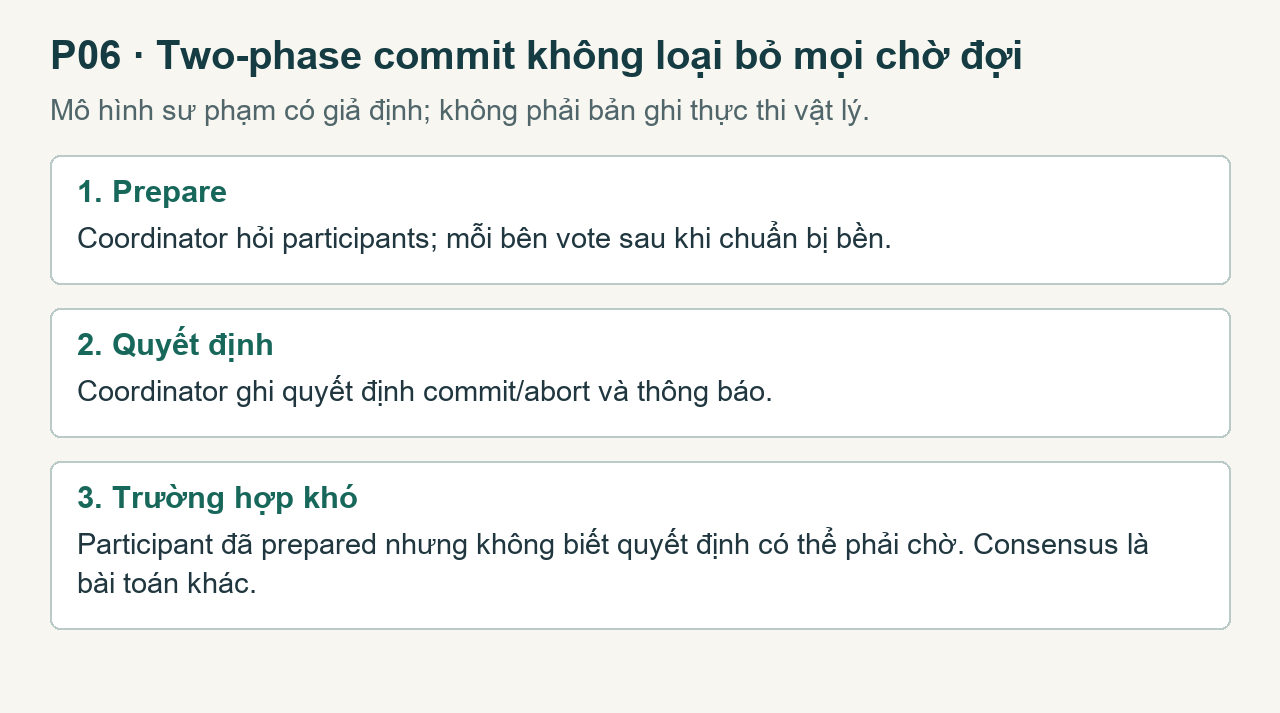 P06 · Two-phase commit không loại bỏ mọi chờ đợi
Mô hình sư phạm có giả định; không phải bản ghi thực thi vật lý.
1. Prepare
Coordinator hỏi participants; mỗi bên vote sau khi chuẩn bị bền.
2. Quyết định
Coordinator ghi quyết định commit/abort và thông báo.
3. Trường hợp khó
Participant đã prepared nhưng không biết quyết định có thể phải chờ. Consensus là
bài toán khác.